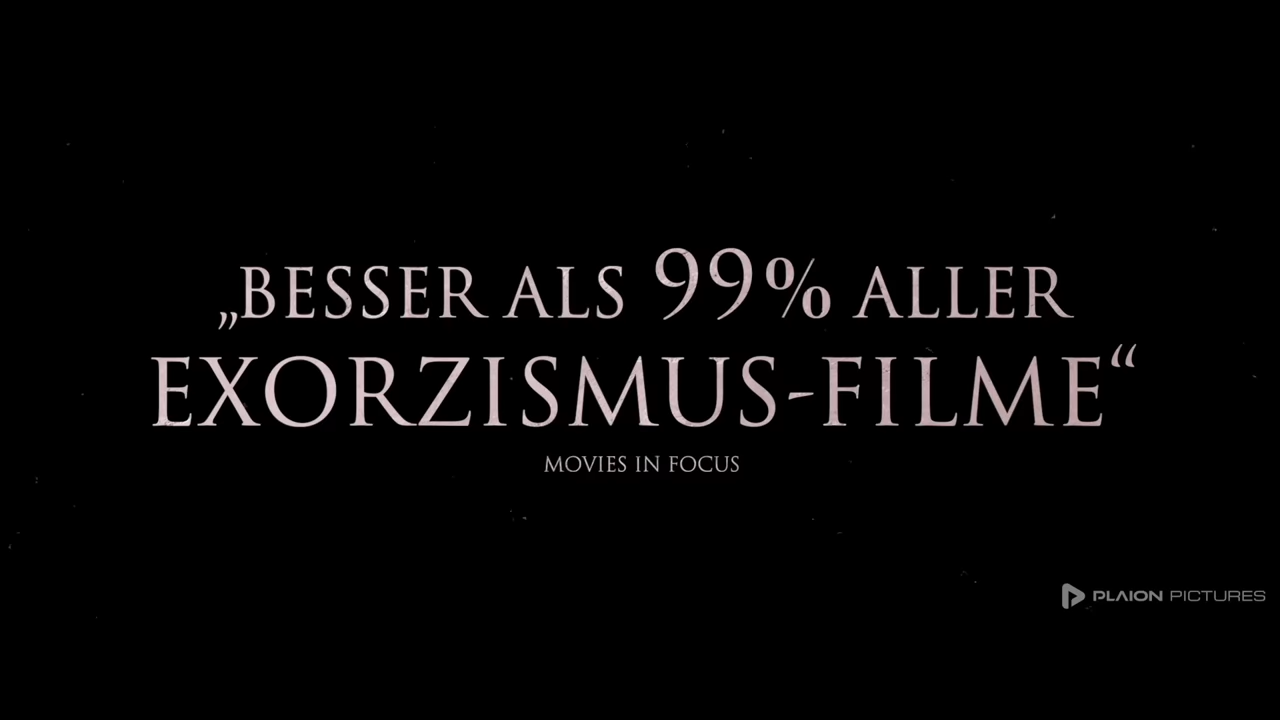 „BESSER ALS 99% ALLER
EXORZISMUS-FILME“
MOVIES IN FOCUS
PLAION PICTURES